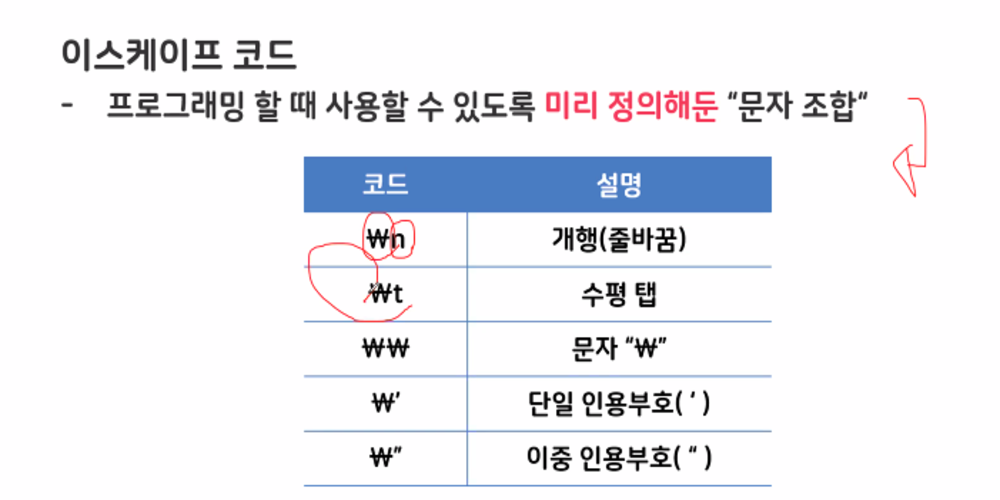 이스케이프 코드
- 프로그래밍 할 때 사용할 수 있도록 미리 정의해둔 “문자 조합“
코드 설명
₩n 개행(줄바꿈)
₩t 수평 탭
₩₩ 문자 “₩”
₩’ 단일 인용부호( ‘ )
₩” 이중 인용부호( “ )